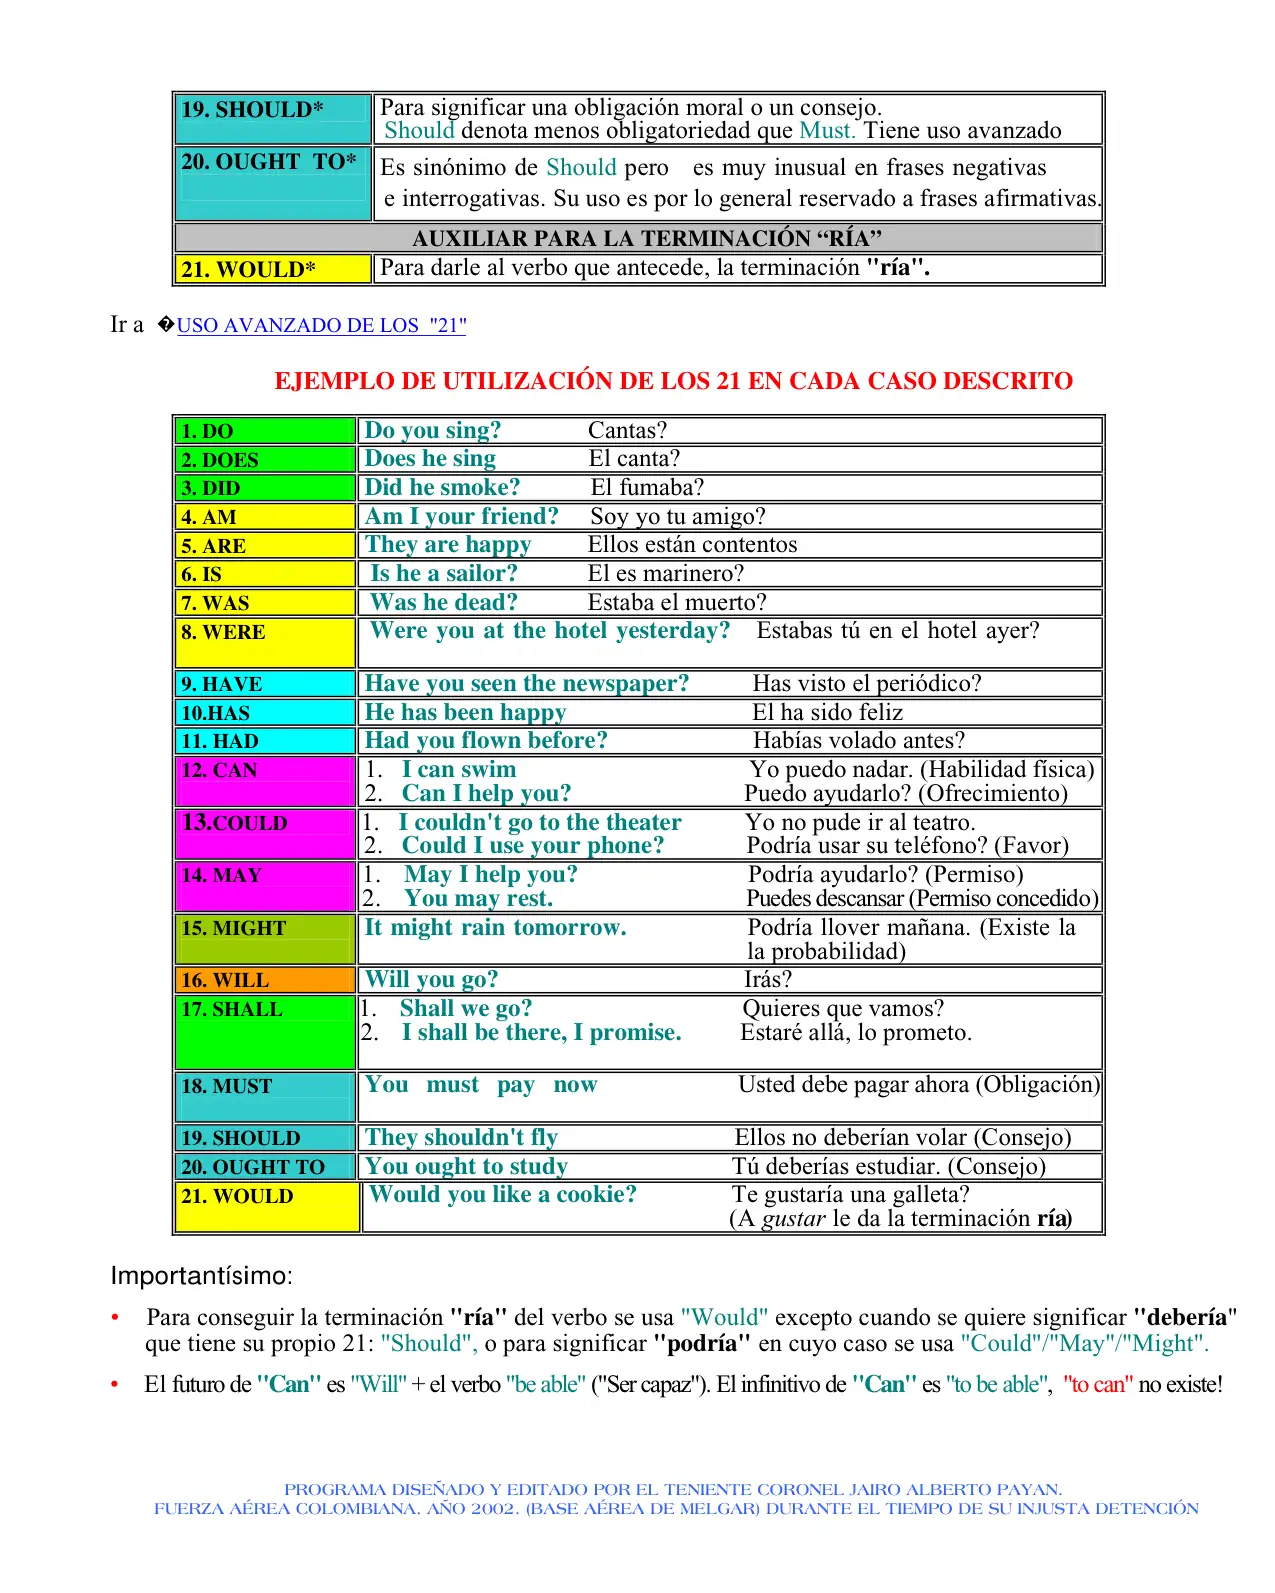 19. SHOULD* Para significar una obligación moral o un consejo.
Should denota menos obligatoriedad que Must. Tiene uso avanzado
20. OUGHT TO* Es sinónimo de Should pero es muy inusual en frases negativas
e interrogativas. Su uso es por lo general reservado a frases afirmativas.
AUXILIAR PARA LA TERMINACIÓN “RÍA”
21. WOULD* Para darle al verbo que antecede, la terminación "ría".
Ir a �USO AVANZADO DE LOS "21"
EJEMPLO DE UTILIZACIÓN DE LOS 21 EN CADA CASO DESCRITO
1. DO Do you sing? Cantas?
2. DOES Does he sing El canta?
3. DID Did he smoke? El fumaba?
4. AM Am I your friend? Soy yo tu amigo?
5. ARE They are happy Ellos están contentos
6. IS Is he a sailor? El es marinero?
7. WAS Was he dead? Estaba el muerto?
8. WERE Were you at the hotel yesterday? Estabas tú en el hotel ayer?
9. HAVE Have you seen the newspaper? Has visto el periódico?
10.HAS He has been happy El ha sido feliz
11. HAD Had you flown before? Habías volado antes?
12. CAN 1. I can swim Yo puedo nadar. (Habilidad física)
2. Can I help you? Puedo ayudarlo? (Ofrecimiento)
13.COULD 1. I couldn't go to the theater Yo no pude ir al teatro.
2. Could I use your phone? Podría usar su teléfono? (Favor)
14. MAY 1. May I help you? Podría ayudarlo? (Permiso)
2. You may rest. Puedes descansar (Permiso concedido)
15. MIGHT It might rain tomorrow. Podría llover mañana. (Existe la
la probabilidad)
16. WILL Will you go? Irás?
17. SHALL 1. Shall we go? Quieres que vamos?
2. I shall be there, I promise. Estaré allá, lo prometo.
18. MUST You must pay now Usted debe pagar ahora (Obligación)
19. SHOULD They shouldn't fly Ellos no deberían volar (Consejo)
20. OUGHT TO You ought to study Tú deberías estudiar. (Consejo)
21. WOULD Would you like a cookie? Te gustaría una galleta?
(A gustar le da la terminación ría)
Importantísimo:
• Para conseguir la terminación "ría" del verbo se usa "Would" excepto cuando se quiere significar "debería"
que tiene su propio 21: "Should", o para significar "podría" en cuyo caso se usa "Could"/"May"/"Might".
• El futuro de "Can" es "Will" + el verbo "be able" ("Ser capaz"). El infinitivo de "Can" es "to be able", "to can" no existe!
PROGRAMA DISEÑADO Y EDITADO POR EL TENIENTE CORONEL JAIRO ALBERTO PAYAN.
FUERZA AÉREA COLOMBIANA. AÑO 2002. (BASE AÉREA DE MELGAR) DURANTE EL TIEMPO DE SU INJUSTA DETENCIÓN